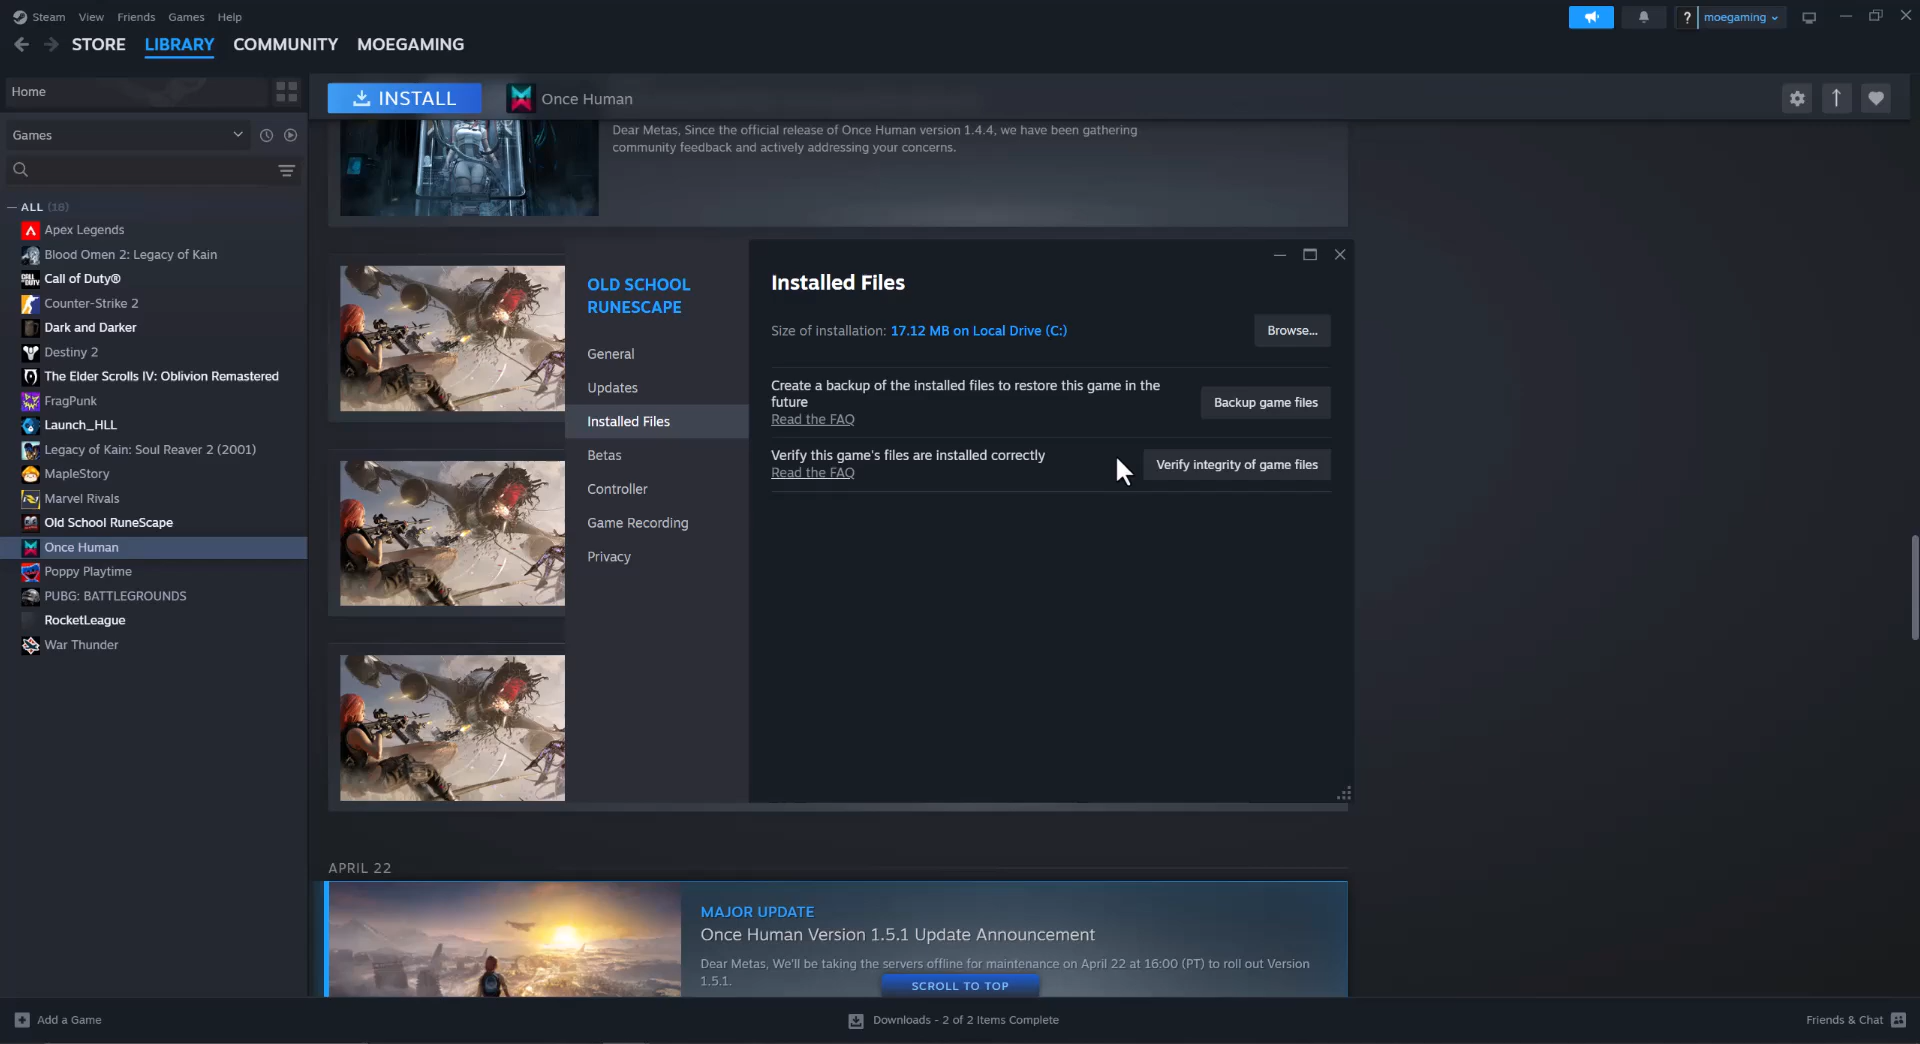 Steam View Friends Games Help
? moegaming
STORE LIBRARY COMMUNITY MOEGAMING
Home
INSTALL Once Human
Games
Dear Metas, Since the official release of Once Human version 1.4.4, we have been gathering
community feedback and actively addressing your concerns.
— ALL (18)
Apex Legends
Blood Omen 2: Legacy of Kain
Call of Duty®
Counter-Strike 2
Dark and Darker
Destiny 2
The Elder Scrolls IV: Oblivion Remastered
FragPunk
Launch_HLL
Legacy of Kain: Soul Reaver 2 (2001)
MapleStory
Marvel Rivals
Old School RuneScape
Once Human
Poppy Playtime
PUBG: BATTLEGROUNDS
RocketLeague
War Thunder
OLD SCHOOL
RUNESCAPE
General
Updates
Installed Files
Betas
Controller
Game Recording
Privacy
Installed Files
Size of installation: 17.12 MB on Local Drive (C:)
Browse...
Create a backup of the installed files to restore this game in the
future
Read the FAQ
Backup game files
Verify this game's files are installed correctly
Read the FAQ
Verify integrity of game files
APRIL 22
MAJOR UPDATE
Once Human Version 1.5.1 Update Announcement
Dear Metas, We'll be taking the servers offline for maintenance on April 22 at 16:00 (PT) to roll out Version
1.5.1.
SCROLL TO TOP
Add a Game
Downloads - 2 of 2 Items Complete
Friends & Chat